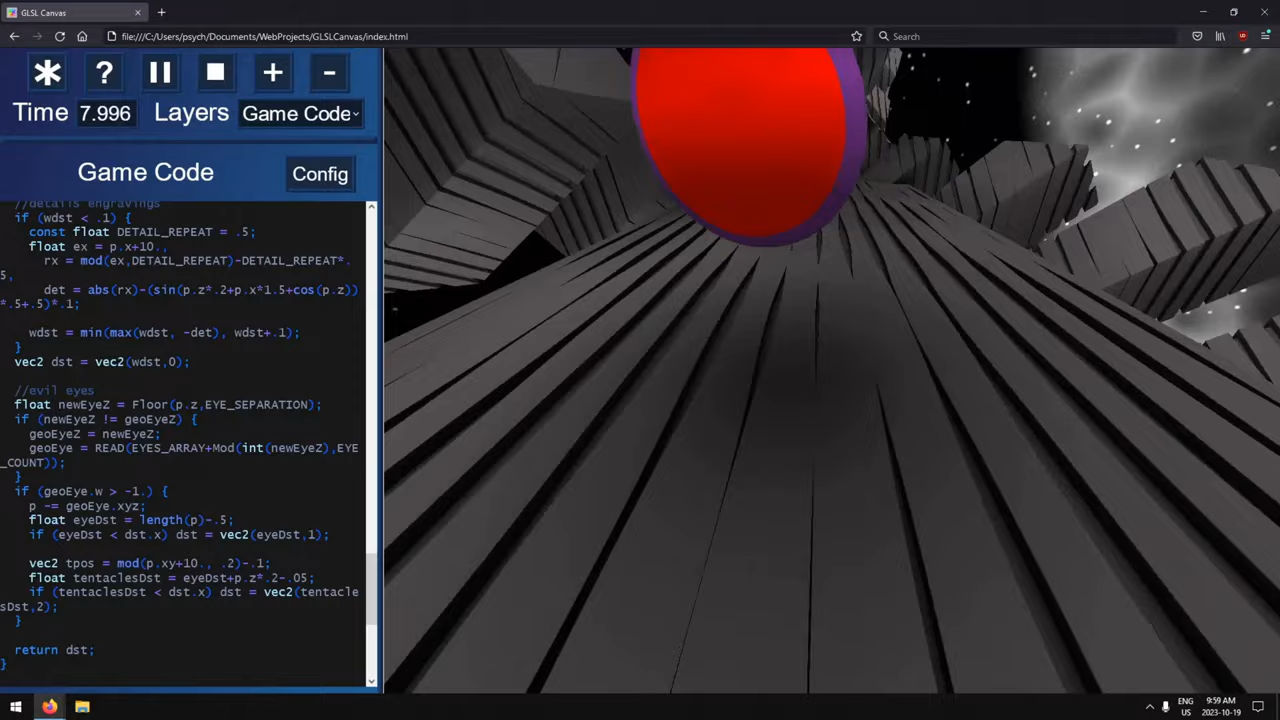 GLSL Canvas
file:///C:/Users/psych/Documents/WebProjects/GLSLCanvas/index.html
Search
Time 7.996 Layers Game Code
Game Code Config
//details engravings
if (wdst < .1) {
const float DETAIL_REPEAT = .5;
float ex = p.x+10.,
rx = mod(ex,DETAIL_REPEAT)-DETAIL_REPEAT*.
5,
det = abs(rx)-(sin(p.z*.2+p.x*1.5+cos(p.z))
*.5+.5)*.1;
wdst = min(max(wdst, -det), wdst+.1);
}
vec2 dst = vec2(wdst,0);
//evil eyes
float newEyeZ = Floor(p.z,EYE_SEPARATION);
if (newEyeZ != geoEyeZ) {
geoEyeZ = newEyeZ;
geoEye = READ(EYES_ARRAY+Mod(int(newEyeZ),EYE
_COUNT));
}
if (geoEye.w > -1.) {
p -= geoEye.xyz;
float eyeDst = length(p)-.5;
if (eyeDst < dst.x) dst = vec2(eyeDst,1);
vec2 tpos = mod(p.xy+10., .2)-.1;
float tentaclesDst = eyeDst+p.z*.2-.05;
if (tentaclesDst < dst.x) dst = vec2(tentacle
sDst,2);
}
return dst;
}
ENG
US
9:59 AM
2023-10-19